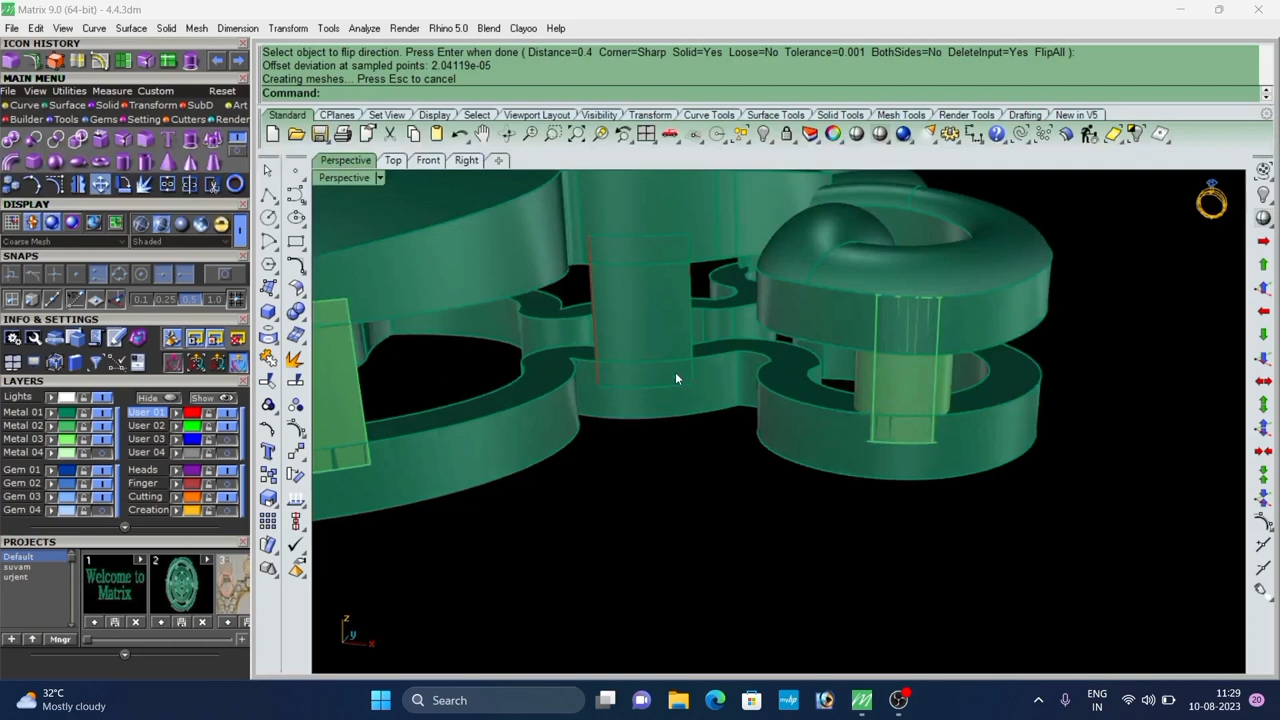 Matrix 9.0 (64-bit) - 4.4.3dm
File Edit View Curve Surface Solid Mesh Dimension Transform Tools Analyze Render Rhino 5.0 Blend Clayoo Help
ICON HISTORY
Select object to flip direction. Press Enter when done ( Distance=0.4 Corner=Sharp Solid=Yes Loose=No Tolerance=0.001 BothSides=No DeleteInput=Yes FlipAll ):
Offset deviation at sampled points: 2.04119e-05
Creating meshes... Press Esc to cancel
Command:
MAIN MENU
File View Utilities Measure Custom Reset
Curve Surface Solid Transform SubD Art
Builder Tools Gems Setting Cutters Render
Standard CPlanes Set View Display Select Viewport Layout Visibility Transform Curve Tools Surface Tools Solid Tools Mesh Tools Render Tools Drafting New in V5
Perspective Top Front Right
Perspective
DISPLAY
Coarse Mesh Shaded
SNAPS
0.1 0.25 0.5 1.0
INFO & SETTINGS
LAYERS
Lights Hide Show
Metal 01 User 01
Metal 02 User 02
Metal 03 User 03
Metal 04 User 04
Gem 01 Heads
Gem 02 Finger
Gem 03 Cutting
Gem 04 Creation
PROJECTS
Default
suvam
urjent
1 2 3
Welcome to
Matrix
Mngr
z
y
x
32°C
Mostly cloudy
Search
ENG
IN
11:29
10-08-2023
20